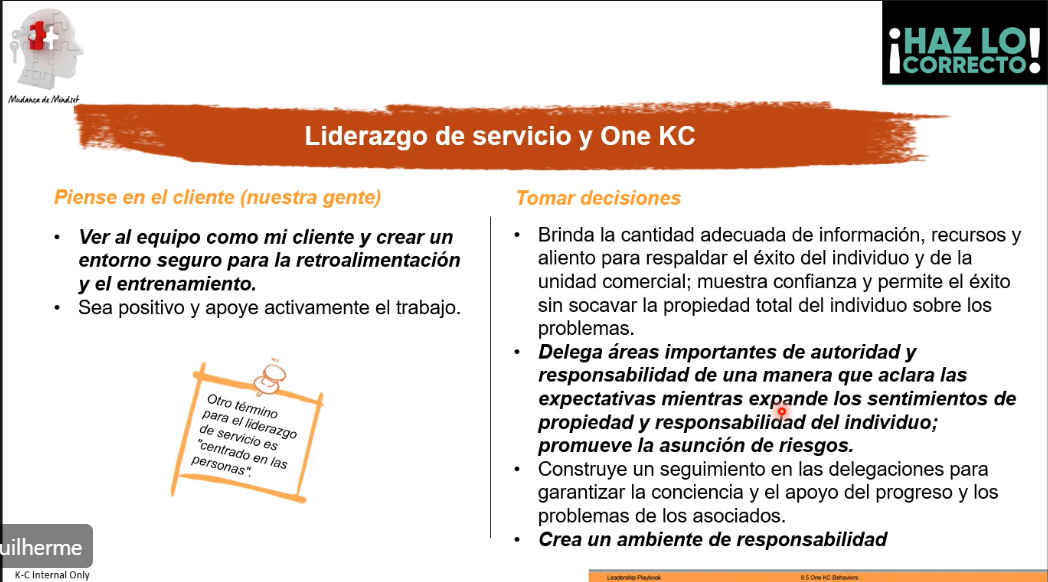 ¡HAZ LO
CORRECTO!
Mudança de Mindset
Liderazgo de servicio y One KC
Piense en el cliente (nuestra gente)
• Ver al equipo como mi cliente y crear un
entorno seguro para la retroalimentación
y el entrenamiento.
• Sea positivo y apoye activamente el trabajo.
Otro término
para el liderazgo
de servicio es
"centrado en las
personas".
Tomar decisiones
• Brinda la cantidad adecuada de información, recursos y
aliento para respaldar el éxito del individuo y de la
unidad comercial; muestra confianza y permite el éxito
sin socavar la propiedad total del individuo sobre los
problemas.
• Delega áreas importantes de autoridad y
responsabilidad de una manera que aclara las
expectativas mientras expande los sentimientos de
propiedad y responsabilidad del individuo;
promueve la asunción de riesgos.
• Construye un seguimiento en las delegaciones para
garantizar la conciencia y el apoyo del progreso y los
problemas de los asociados.
• Crea un ambiente de responsabilidad
uilherme
K-C Internal Only
Leadership Playbook
9.5 One KC Behaviors